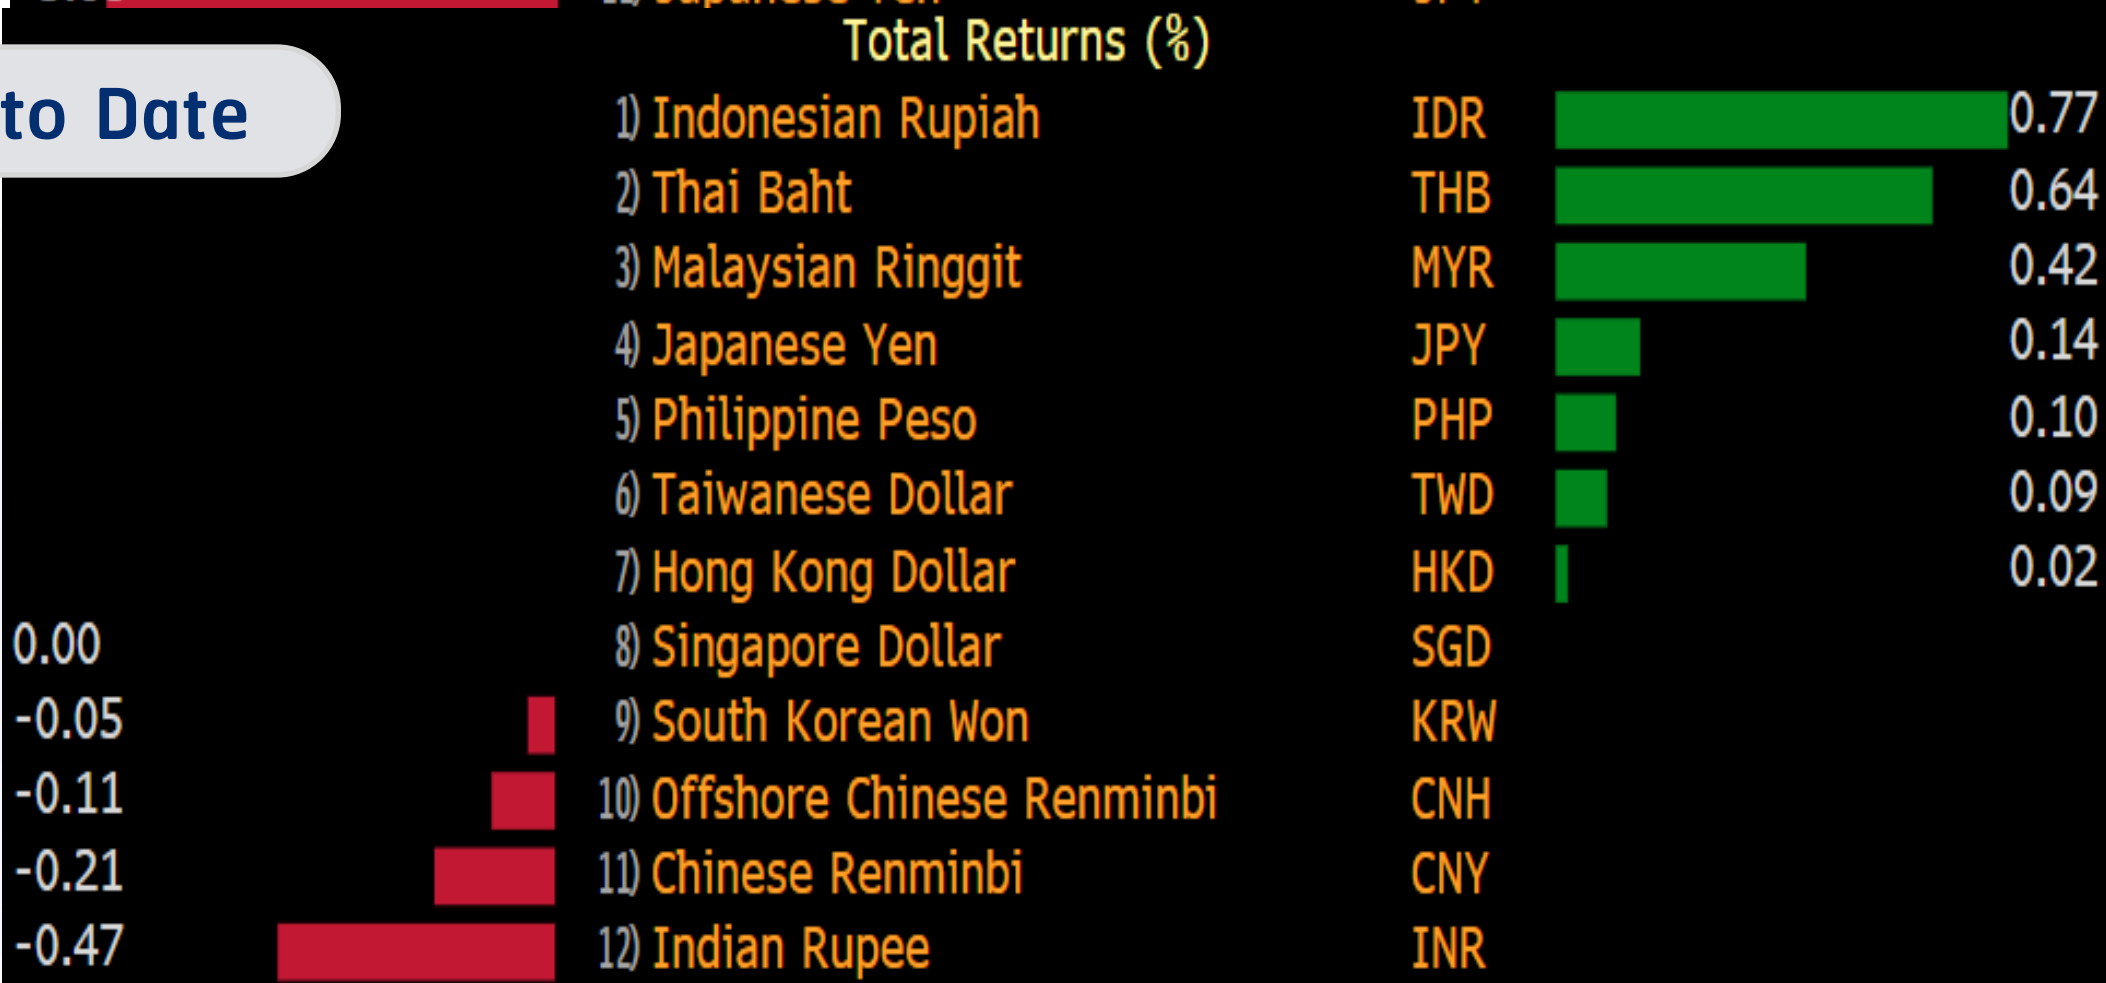 Total Returns (%)
to Date
1) Indonesian Rupiah IDR 0.77
2) Thai Baht THB 0.64
3) Malaysian Ringgit MYR 0.42
4) Japanese Yen JPY 0.14
5) Philippine Peso PHP 0.10
6) Taiwanese Dollar TWD 0.09
7) Hong Kong Dollar HKD 0.02
0.00 8) Singapore Dollar SGD
-0.05 9) South Korean Won KRW
-0.11 10) Offshore Chinese Renminbi CNH
-0.21 11) Chinese Renminbi CNY
-0.47 12) Indian Rupee INR